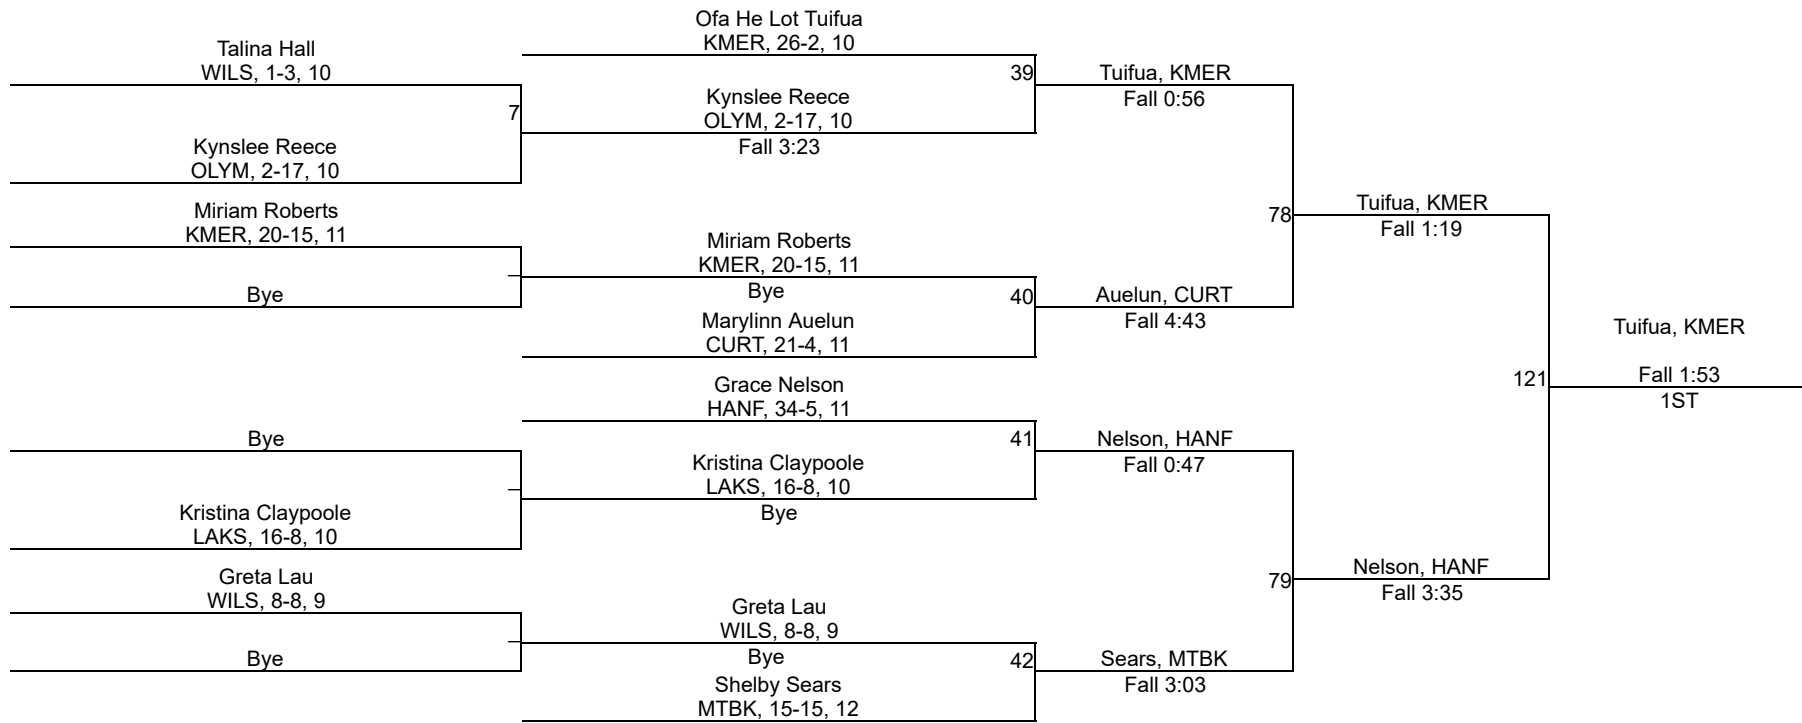 Talina Hall
WILS, 1-3, 10
7
Kynslee Reece
OLYM, 2-17, 10
Miriam Roberts
KMER, 20-15, 11
–
Bye
Bye
–
Kristina Claypoole
LAKS, 16-8, 10
Greta Lau
WILS, 8-8, 9
–
Bye
Ofa He Lot Tuifua
KMER, 26-2, 10
39
Kynslee Reece
OLYM, 2-17, 10
Fall 3:23
Miriam Roberts
KMER, 20-15, 11
Bye
40
Marylinn Auelun
CURT, 21-4, 11
Grace Nelson
HANF, 34-5, 11
41
Kristina Claypoole
LAKS, 16-8, 10
Bye
Greta Lau
WILS, 8-8, 9
Bye
42
Shelby Sears
MTBK, 15-15, 12
Tuifua, KMER
Fall 0:56
78
Auelun, CURT
Fall 4:43
Nelson, HANF
Fall 0:47
79
Sears, MTBK
Fall 3:03
Tuifua, KMER
Fall 1:19
121
Nelson, HANF
Fall 3:35
Tuifua, KMER
Fall 1:53
1ST